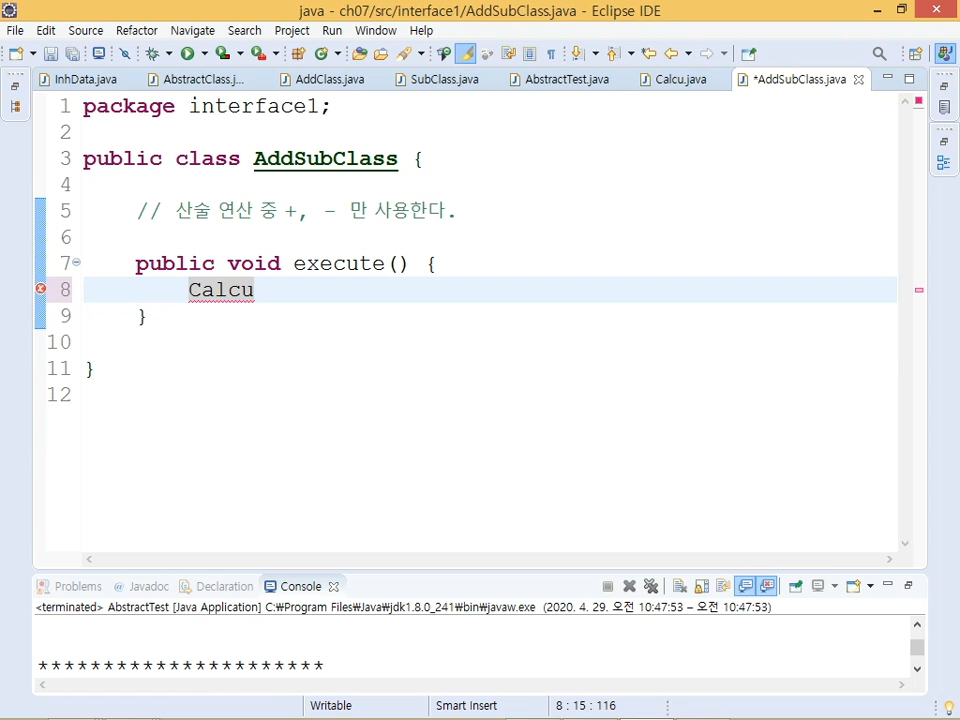 java - ch07/src/interface1/AddSubClass.java - Eclipse IDE
File Edit Source Refactor Navigate Search Project Run Window Help
InhData.java AbstractClass.j... AddClass.java SubClass.java AbstractTest.java Calcu.java *AddSubClass.java
1 package interface1;
2
3 public class AddSubClass {
4
5 // 산술 연산 중 +, - 만 사용한다.
6
7 public void execute() {
8 Calcu
9 }
10
11 }
12
Problems @ Javadoc Declaration Console
<terminated> AbstractTest [Java Application] C:₩Program Files₩Java₩jdk1.8.0_241₩bin₩javaw.exe (2020. 4. 29. 오전 10:47:53 – 오전 10:47:53)
**********************
Writable Smart Insert 8 : 15 : 116